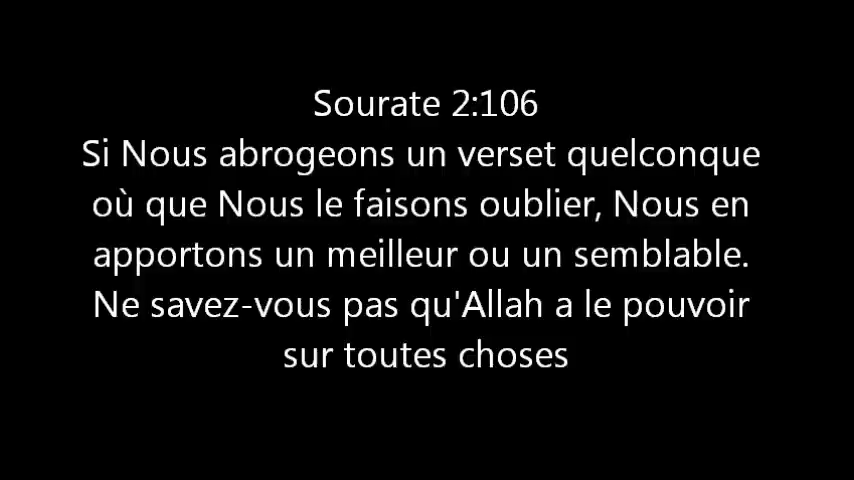 Sourate 2:106
Si Nous abrogeons un verset quelconque
où que Nous le faisons oublier, Nous en
apportons un meilleur ou un semblable.
Ne savez-vous pas qu'Allah a le pouvoir
sur toutes choses